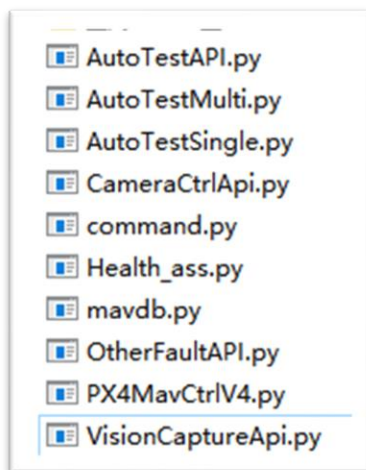 AutoTestAPI.py
AutoTestMulti.py
AutoTestSingle.py
CameraCtrlApi.py
command.py
Health_ass.py
mavdb.py
OtherFaultAPI.py
PX4MavCtrlV4.py
VisionCaptureApi.py